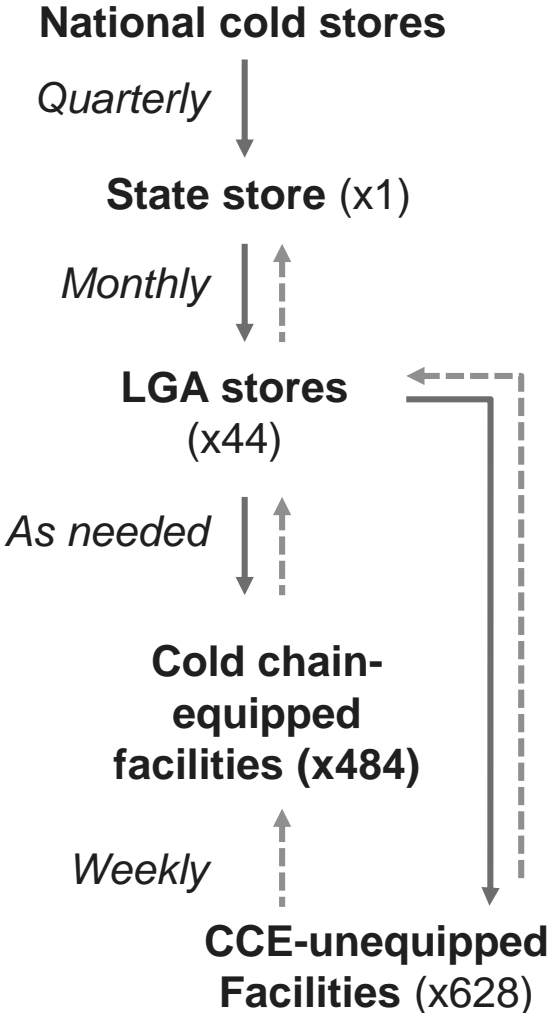 National cold stores
Quarterly
State store (x1)
Monthly
LGA stores
(x44)
As needed
Cold chain-
equipped
facilities (x484)
Weekly
CCE-unequipped
Facilities (x628)